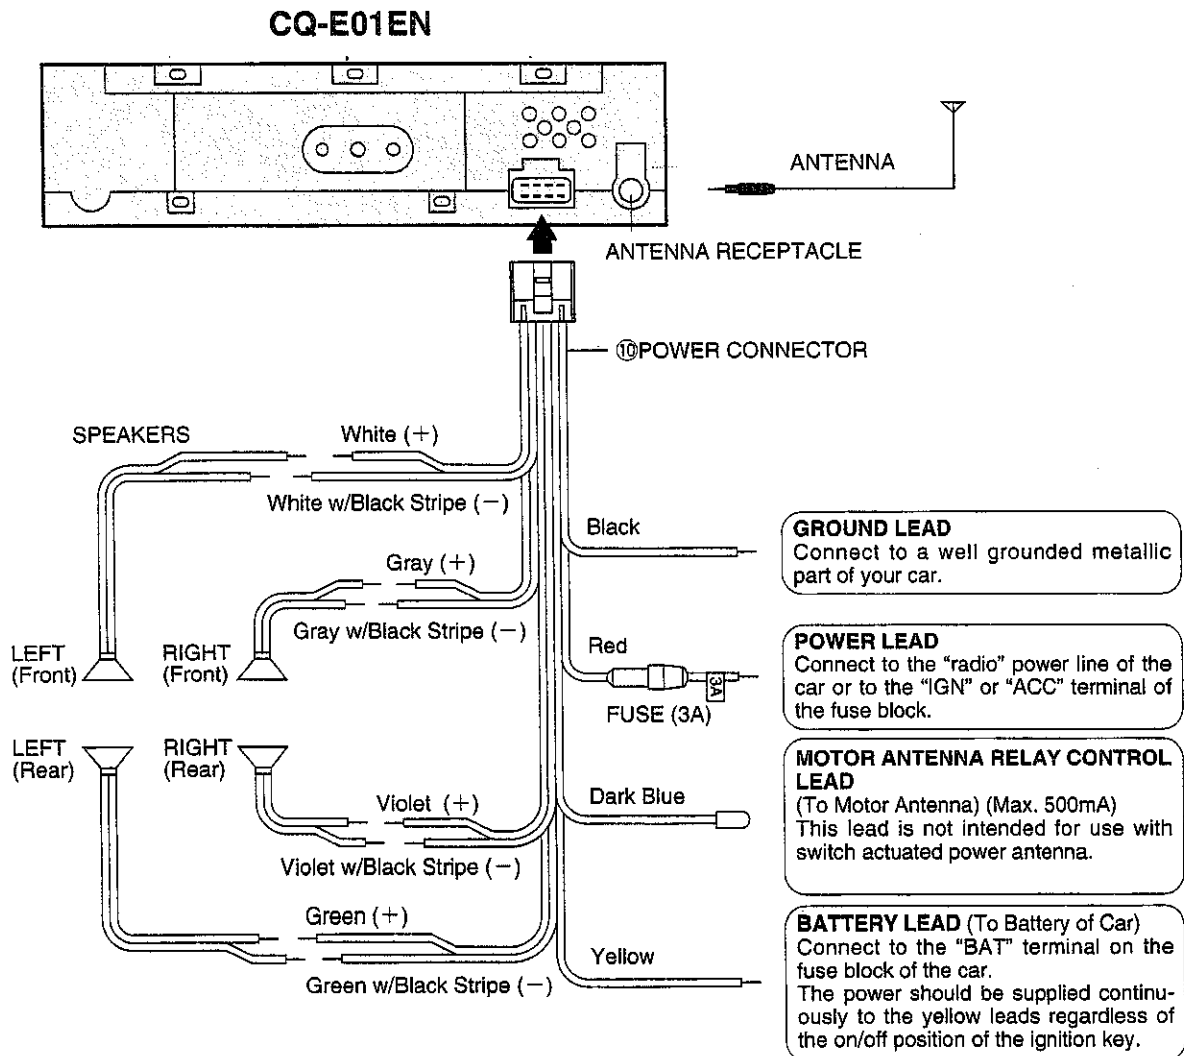 CQ-E01EN
ANTENNA
ANTENNA RECEPTACLE
⑩POWER CONNECTOR
SPEAKERS
White (+)
White w/Black Stripe (−)
Gray (+)
Gray w/Black Stripe (−)
LEFT
(Front)
RIGHT
(Front)
LEFT
(Rear)
RIGHT
(Rear)
Violet (+)
Violet w/Black Stripe (−)
Green (+)
Green w/Black Stripe (−)
Black
GROUND LEAD
Connect to a well grounded metallic
part of your car.
Red
3A
FUSE (3A)
POWER LEAD
Connect to the “radio” power line of the
car or to the “IGN” or “ACC” terminal of
the fuse block.
Dark Blue
MOTOR ANTENNA RELAY CONTROL
LEAD
(To Motor Antenna) (Max. 500mA)
This lead is not intended for use with
switch actuated power antenna.
Yellow
BATTERY LEAD (To Battery of Car)
Connect to the “BAT” terminal on the
fuse block of the car.
The power should be supplied continu-
ously to the yellow leads regardless of
the on/off position of the ignition key.